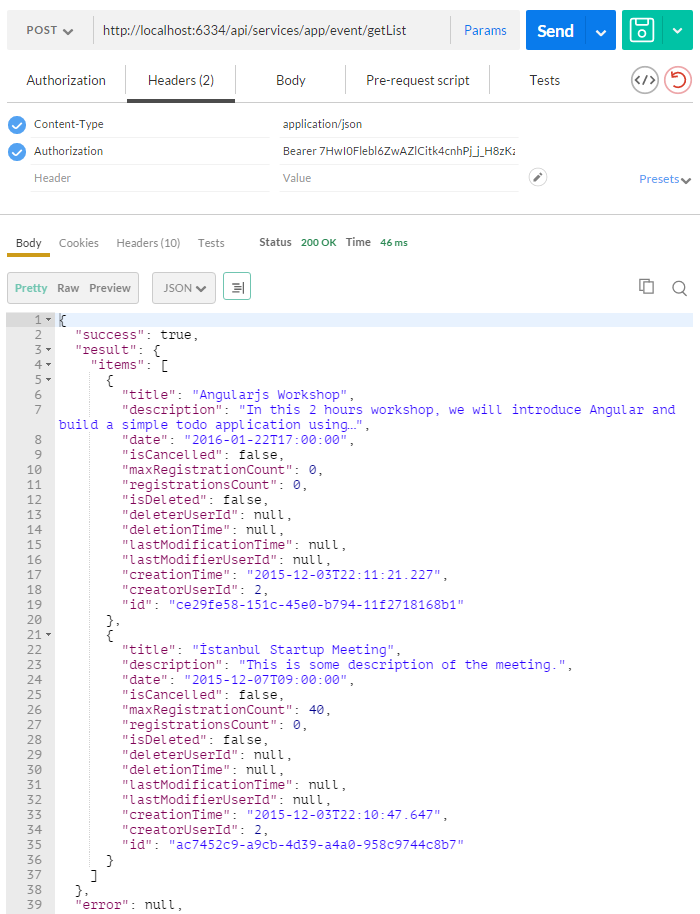 POST http://localhost:6334/api/services/app/event/getList Params Send
Authorization Headers (2) Body Pre-request script Tests </>
Content-Type application/json
Authorization Bearer 7HwI0Flebl6ZwAZlCitk4cnhPj_j_H8zKz
Header Value Presets
Body Cookies Headers (10) Tests Status 200 OK Time 46 ms
Pretty Raw Preview JSON
1 {
2 "success": true,
3 "result": {
4 "items": [
5 {
6 "title": "Angularjs Workshop",
7 "description": "In this 2 hours workshop, we will introduce Angular and
build a simple todo application using…",
8 "date": "2016-01-22T17:00:00",
9 "isCancelled": false,
10 "maxRegistrationCount": 0,
11 "registrationsCount": 0,
12 "isDeleted": false,
13 "deleterUserId": null,
14 "deletionTime": null,
15 "lastModificationTime": null,
16 "lastModifierUserId": null,
17 "creationTime": "2015-12-03T22:11:21.227",
18 "creatorUserId": 2,
19 "id": "ce29fe58-151c-45e0-b794-11f2718168b1"
20 },
21 {
22 "title": "İstanbul Startup Meeting",
23 "description": "This is some description of the meeting.",
24 "date": "2015-12-07T09:00:00",
25 "isCancelled": false,
26 "maxRegistrationCount": 40,
27 "registrationsCount": 0,
28 "isDeleted": false,
29 "deleterUserId": null,
30 "deletionTime": null,
31 "lastModificationTime": null,
32 "lastModifierUserId": null,
33 "creationTime": "2015-12-03T22:10:47.647",
34 "creatorUserId": 2,
35 "id": "ac7452c9-a9cb-4d39-a4a0-958c9744c8b7"
36 }
37 ]
38 },
39 "error": null,